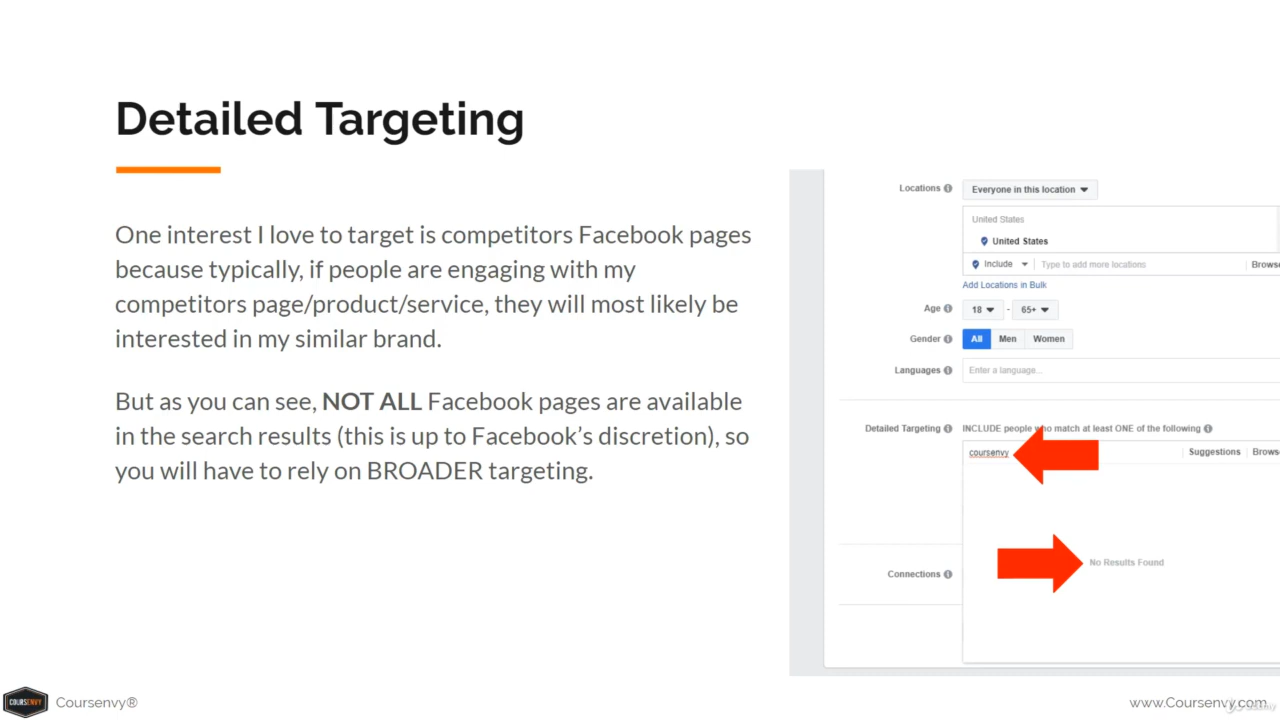 Detailed Targeting
One interest I love to target is competitors Facebook pages
because typically, if people are engaging with my
competitors page/product/service, they will most likely be
interested in my similar brand.
But as you can see, NOT ALL Facebook pages are available
in the search results (this is up to Facebook's discretion), so
you will have to rely on BROADER targeting.
Locations
Everyone in this location
United States
United States
Include
Type to add more locations
Browse
Add Locations in Bulk
Age
18 - 65+
Gender
All Men Women
Languages
Enter a language...
Detailed Targeting
INCLUDE people who match at least ONE of the following
coursenvy
Suggestions
Browse
No Results Found
Connections
COURSENVY
Coursenvy®
www.Coursenvy.com